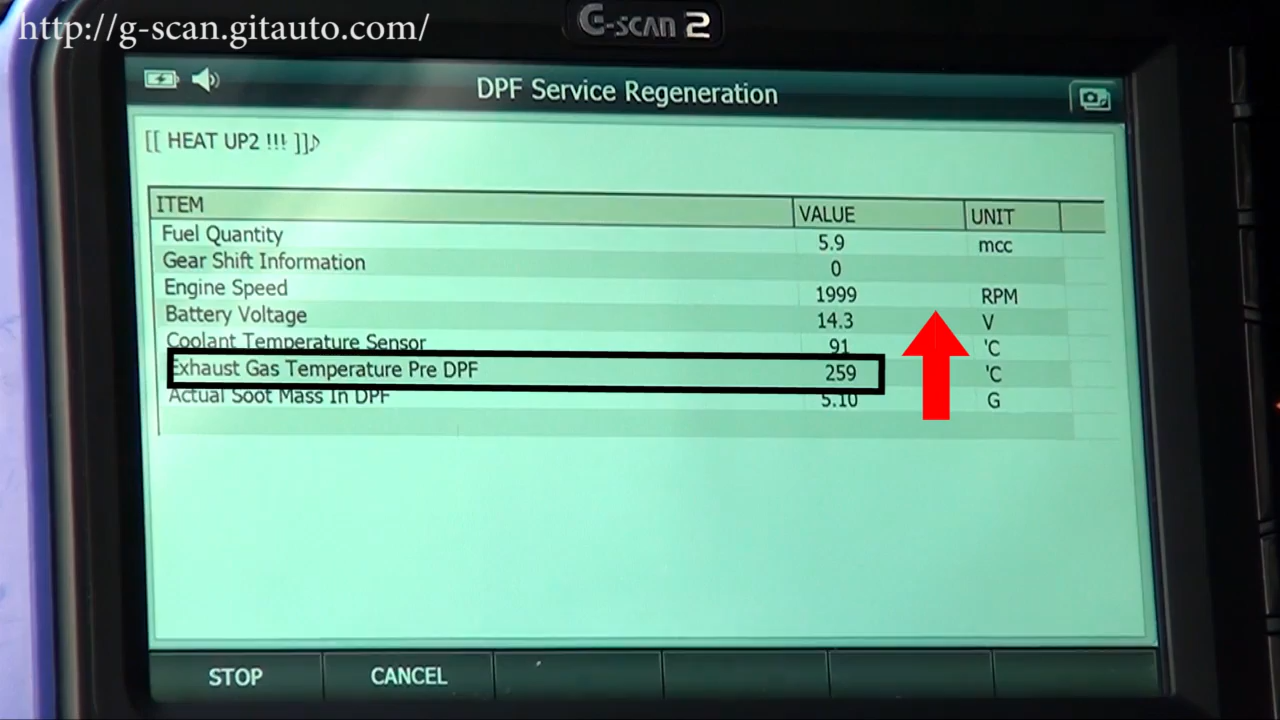 http://g-scan.gitauto.com/
G-scan 2
DPF Service Regeneration
[[ HEAT UP2 !!! ]]♪
ITEM VALUE UNIT
Fuel Quantity 5.9 mcc
Gear Shift Information 0
Engine Speed 1999 RPM
Battery Voltage 14.3 V
Coolant Temperature Sensor 91 'C
Exhaust Gas Temperature Pre DPF 259 'C
Actual Soot Mass In DPF 5.10 G
STOP CANCEL